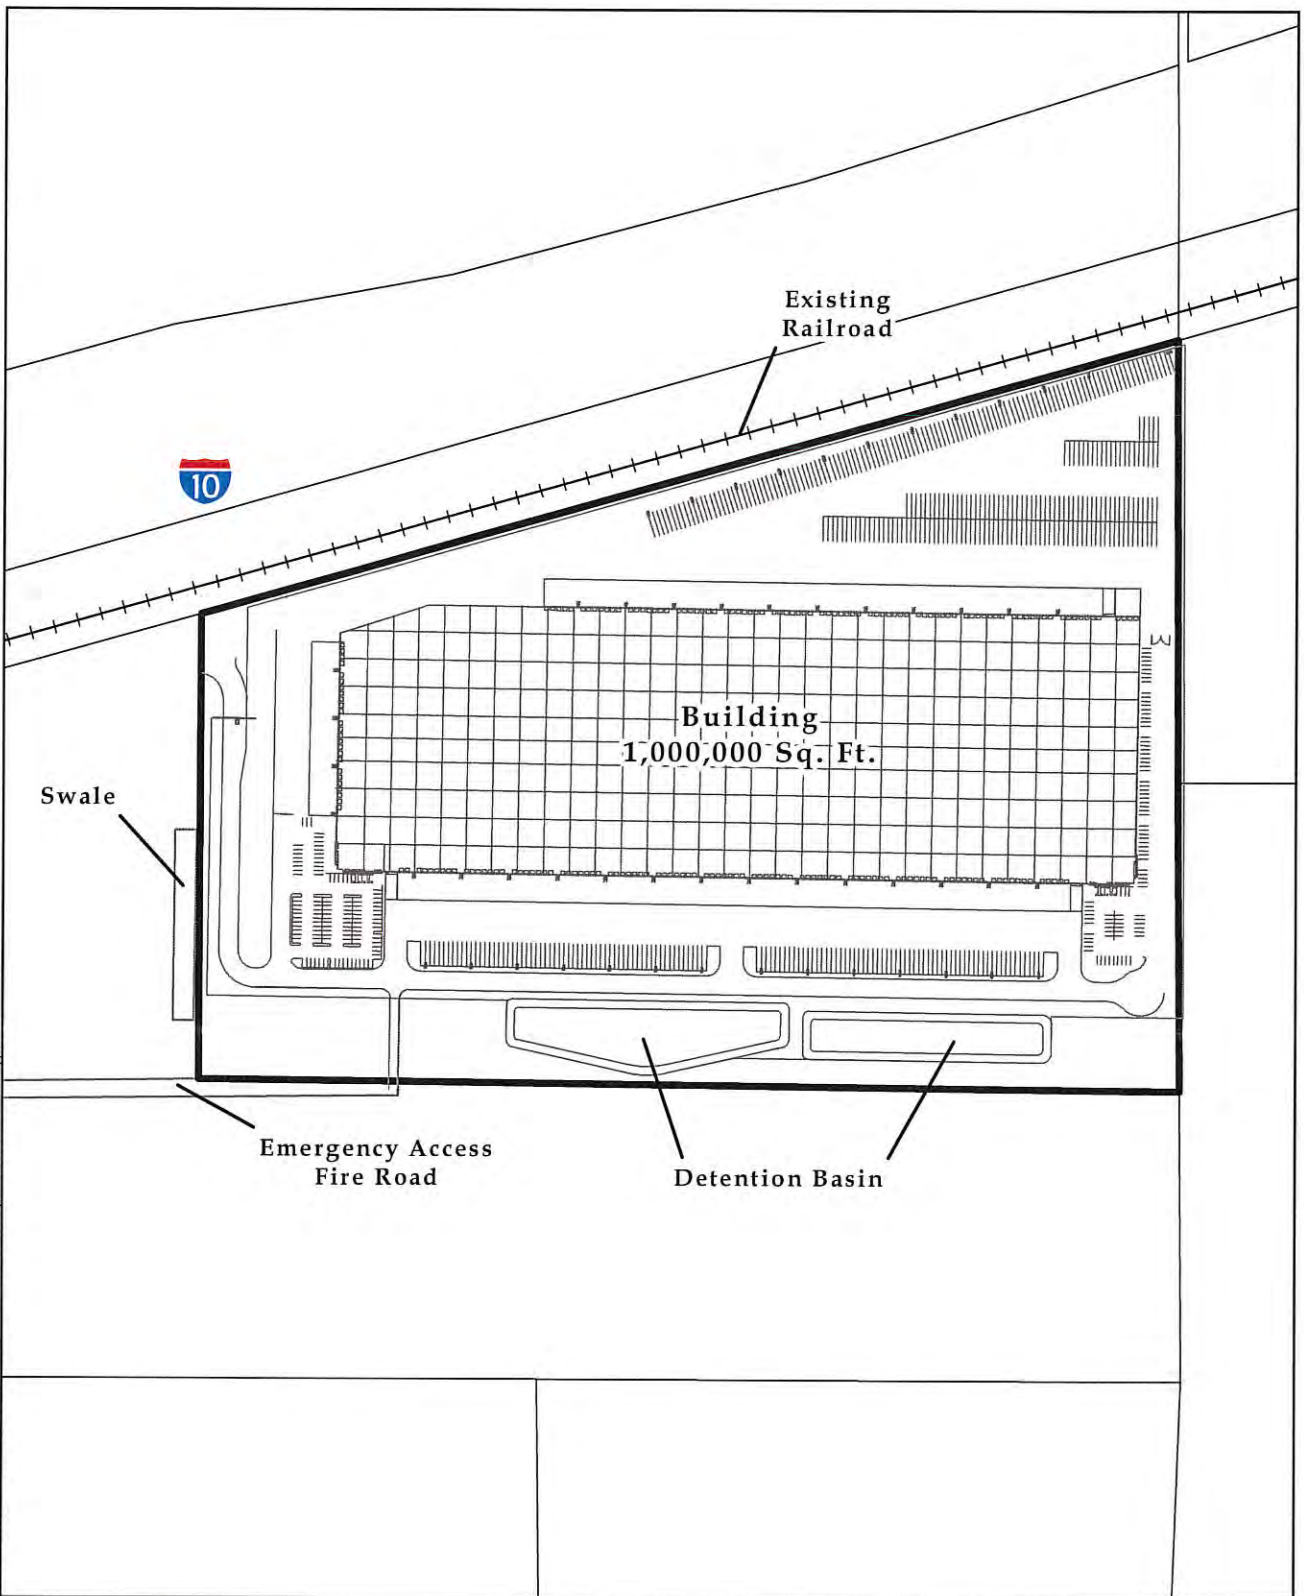 Existing
Railroad
10
Building
1,000,000 Sq. Ft.
Swale
Emergency Access
Fire Road
Detention Basin